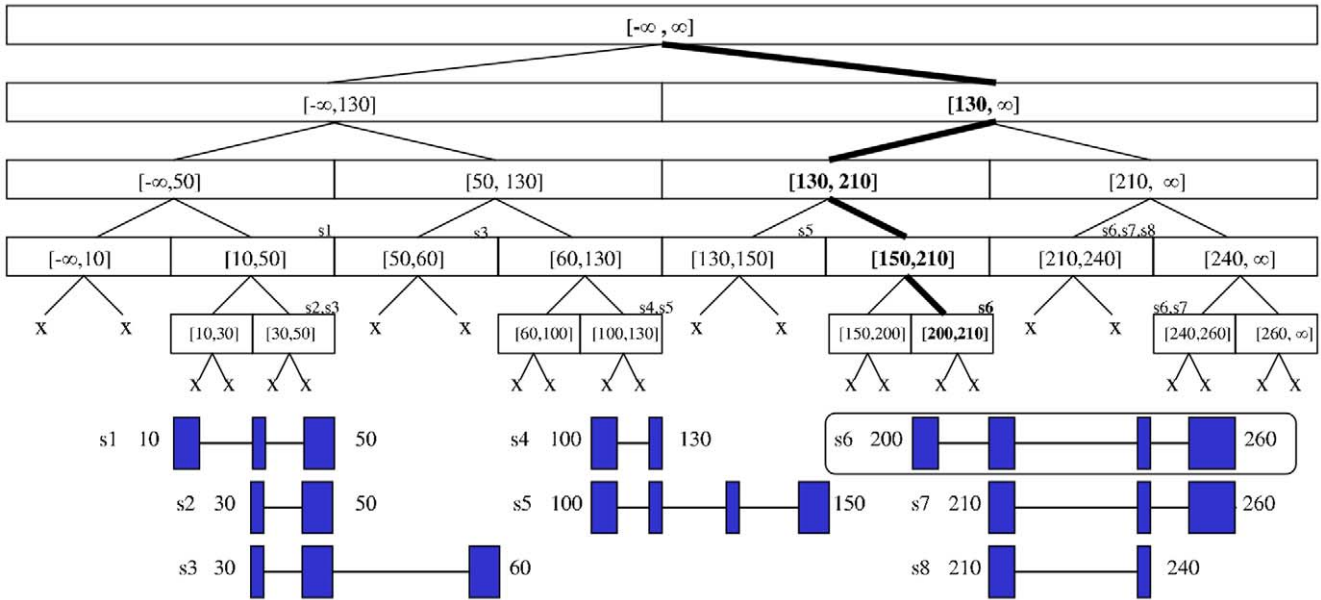 [-∞ , ∞]
[-∞,130] [130, ∞]
[-∞,50] [50, 130] [130, 210] [210, ∞]
s1 s3 s5 s6,s7,s8
[-∞,10] [10,50] [50,60] [60,130] [130,150] [150,210] [210,240] [240, ∞]
s2,s3 s4,s5 s6 s6,s7
X X [10,30] [30,50] X X [60,100] [100,130] X X [150,200] [200,210] X X [240,260] [260, ∞]
X X X X X X X X X X X X X X X X
s1 10 50 s4 100 130 s6 200 260
s2 30 50 s5 100 150 s7 210 260
s3 30 60 s8 210 240